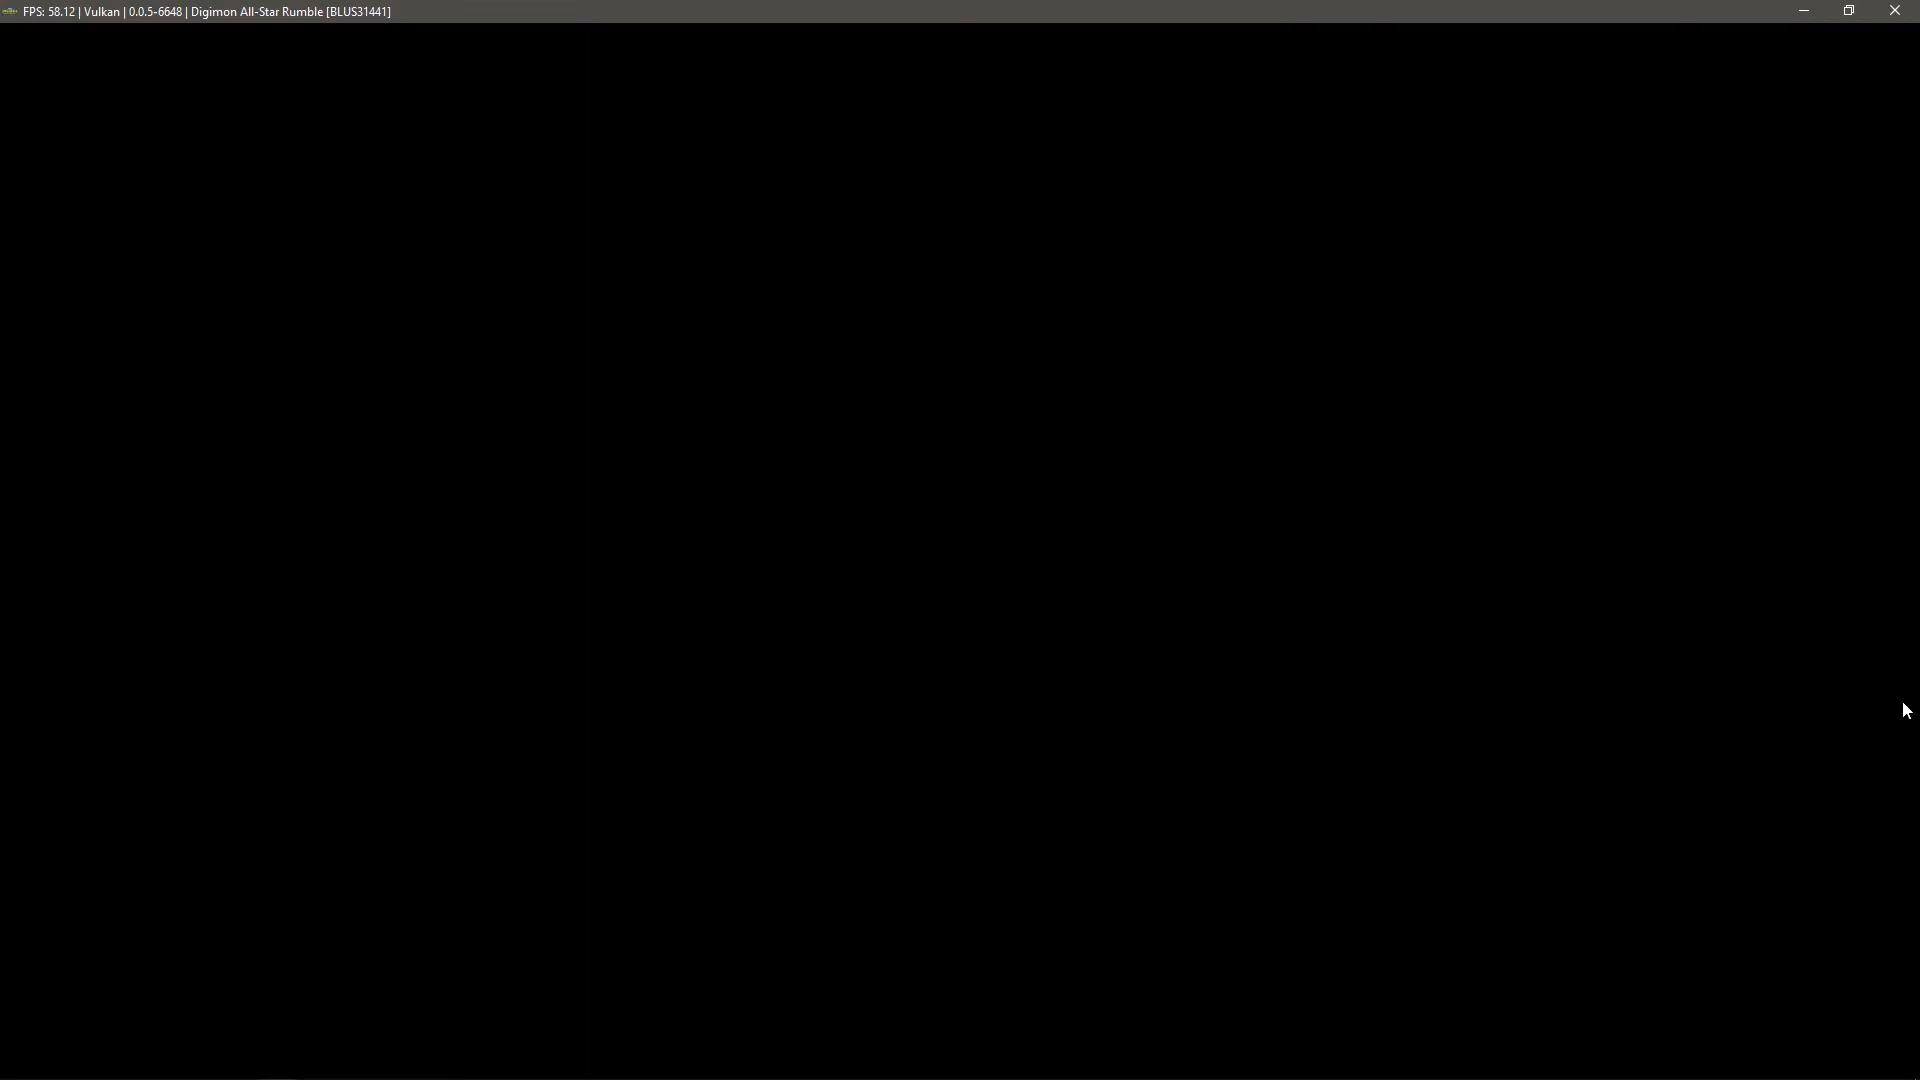 FPS: 58.12 | Vulkan | 0.0.5-6648 | Digimon All-Star Rumble [BLUS31441]